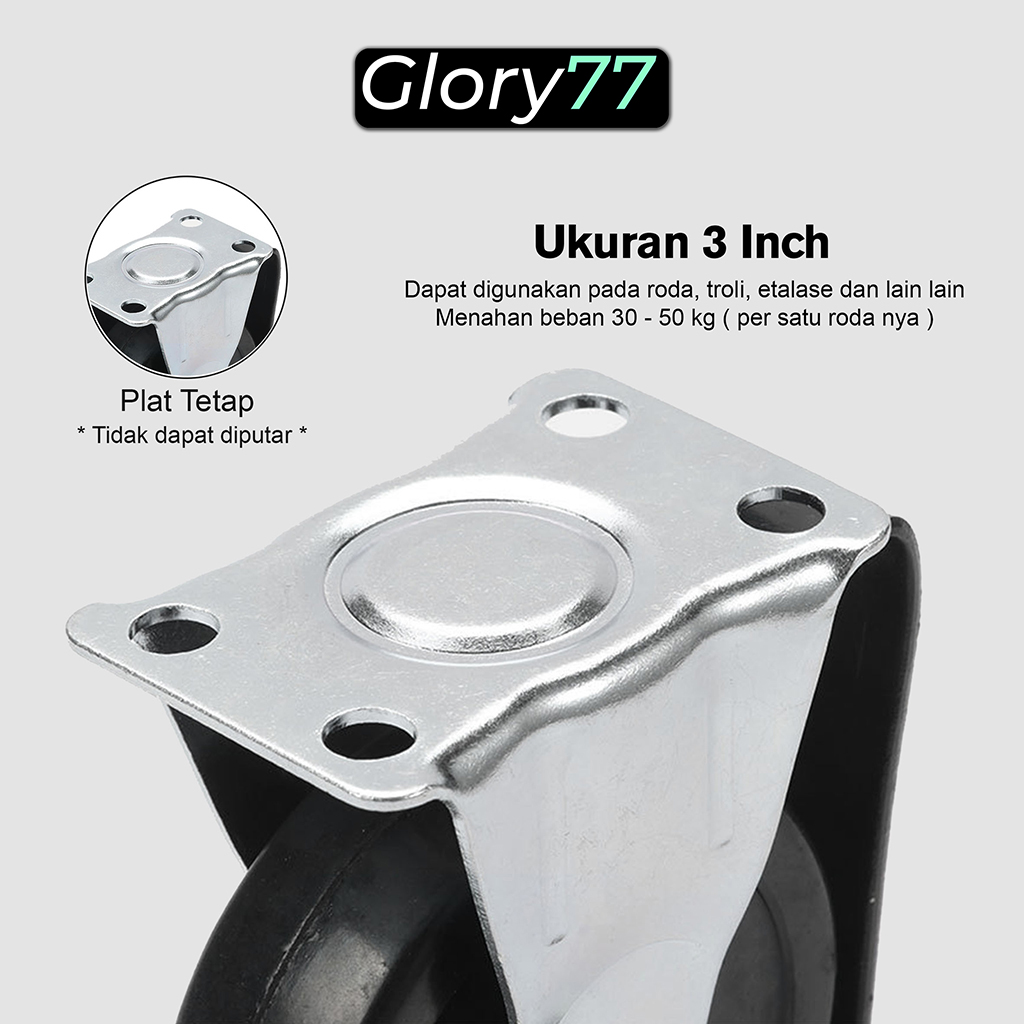 Glory77
Ukuran 3 Inch
Dapat digunakan pada roda, troli, etalase dan lain lain
Menahan beban 30 - 50 kg ( per satu roda nya )
Plat Tetap
* Tidak dapat diputar *